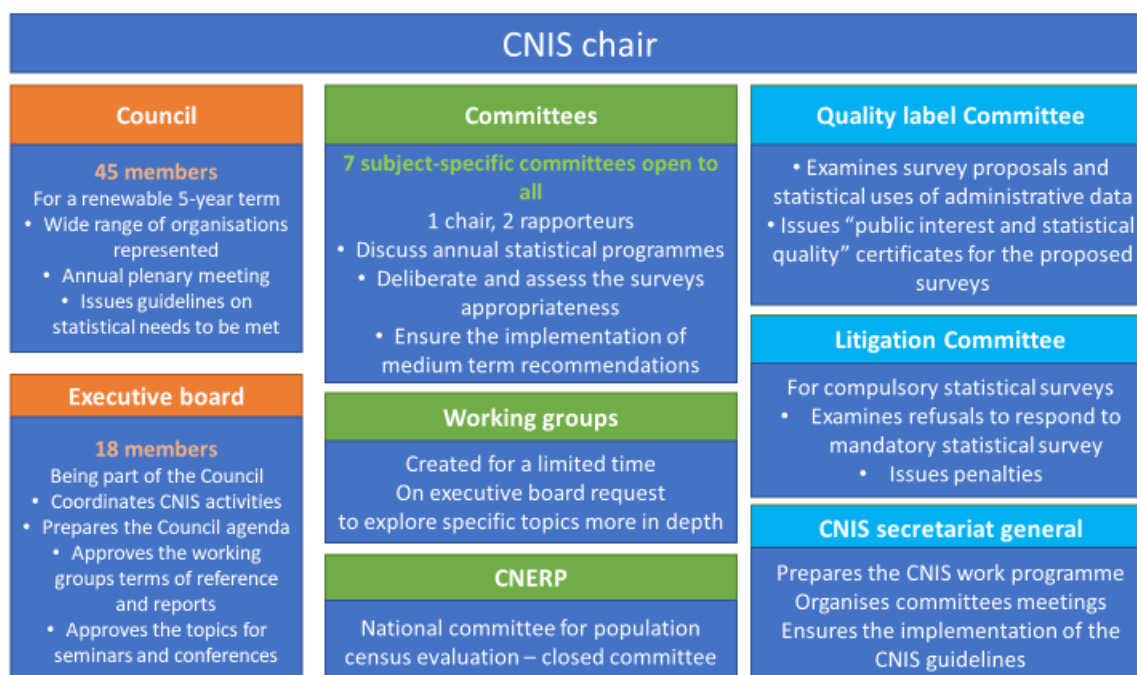 CNIS chair
Council
45 members
For a renewable 5-year term
• Wide range of organisations
represented
• Annual plenary meeting
• Issues guidelines on
statistical needs to be met
Executive board
18 members
Being part of the Council
• Coordinates CNIS activities
• Prepares the Council agenda
• Approves the working
groups terms of reference
and reports
• Approves the topics for
seminars and conferences
Committees
7 subject-specific committees open to
all
1 chair, 2 rapporteurs
• Discuss annual statistical programmes
• Deliberate and assess the surveys
appropriateness
• Ensure the implementation of
medium term recommendations
Working groups
Created for a limited time
On executive board request
to explore specific topics more in depth
CNERP
National committee for population
census evaluation – closed committee
Quality label Committee
• Examines survey proposals and
statistical uses of administrative data
• Issues “public interest and statistical
quality” certificates for the proposed
surveys
Litigation Committee
For compulsory statistical surveys
• Examines refusals to respond to
mandatory statistical survey
• Issues penalties
CNIS secretariat general
Prepares the CNIS work programme
Organises committees meetings
Ensures the implementation of the
CNIS guidelines